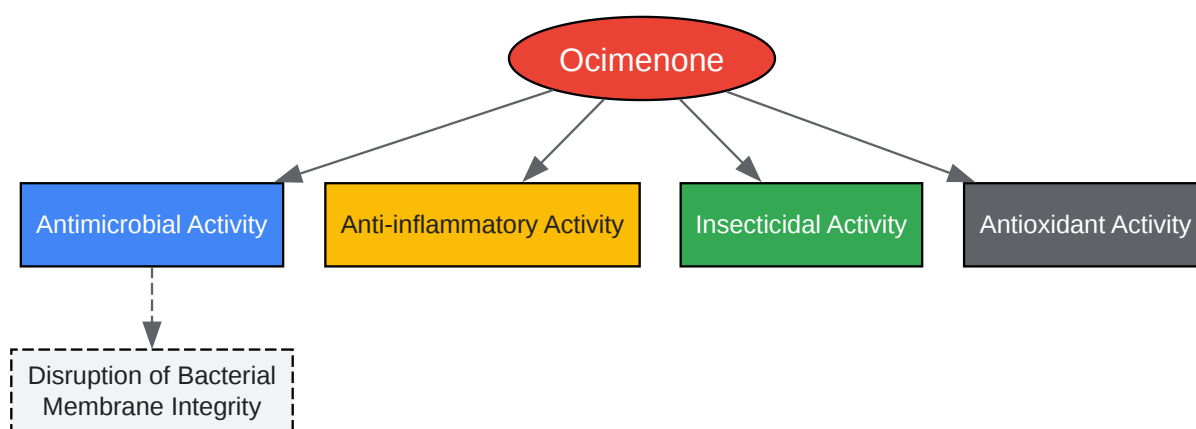 Ocimenone
Antimicrobial Activity
Anti-inflammatory Activity
Insecticidal Activity
Antioxidant Activity
Disruption of Bacterial
Membrane Integrity